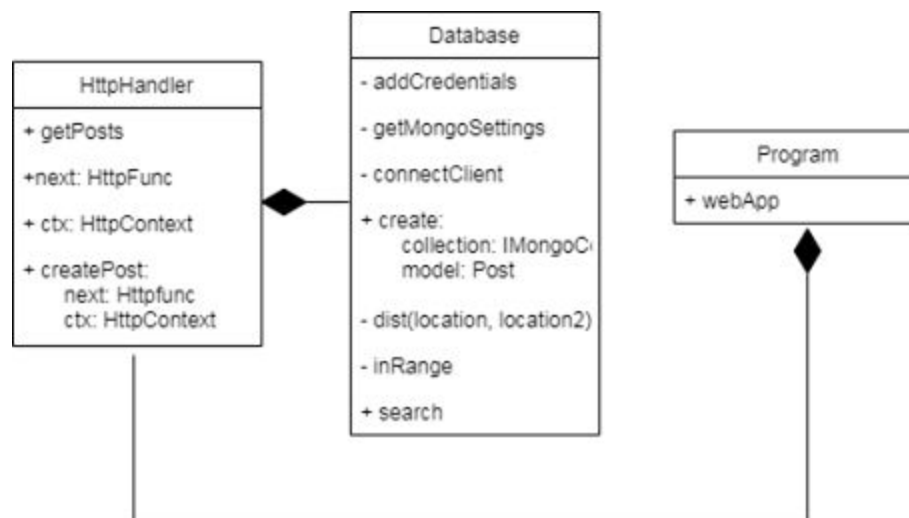 HttpHandler
+ getPosts
+next: HttpFunc
+ ctx: HttpContext
+ createPost:
next: Httpfunc
ctx: HttpContext
Database
- addCredentials
- getMongoSettings
- connectClient
+ create:
collection: IMongoC
model: Post
- dist(location, location2)
- inRange
+ search
Program
+ webApp